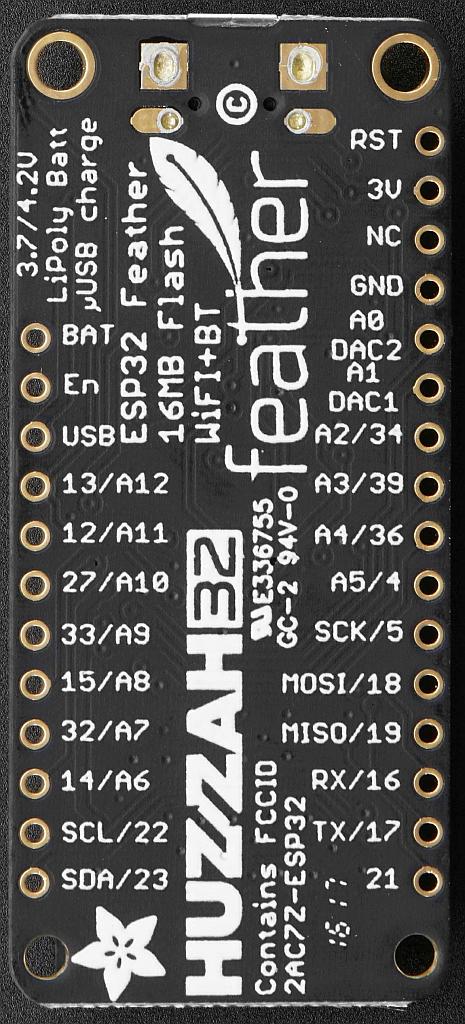 3.7/4.2V
LiPoly Batt
µUSB charge
ESP32 Feather
16MB Flash
WiFI+BT
feather
©
RST
3V
NC
GND
A0
DAC2
A1
DAC1
A2/34
A3/39
A4/36
A5/4
SCK/5
MOSI/18
MISO/19
RX/16
TX/17
21
BAT
En
USB
13/A12
12/A11
27/A10
33/A9
15/A8
32/A7
14/A6
SCL/22
SDA/23
HUZZAH32
E336755
GC-2 94V-0
Contains FCCID
2AC7Z-ESP32
16 17